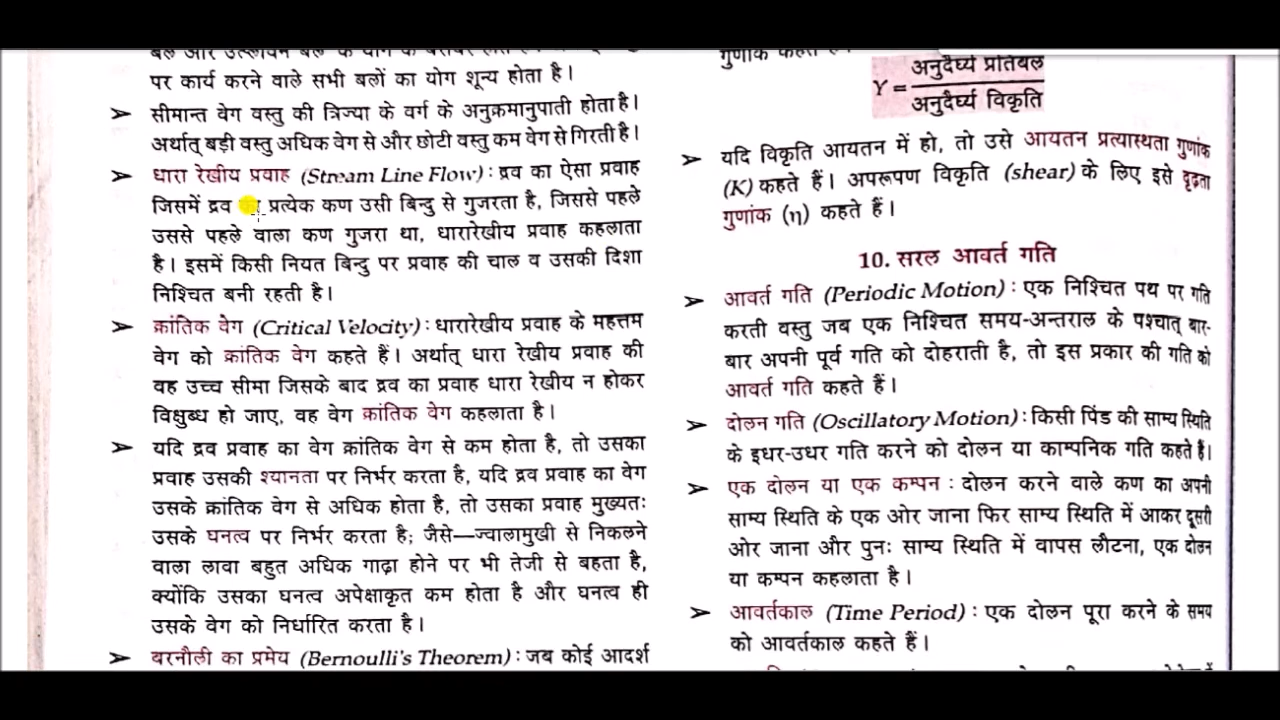 पर कार्य करने वाले सभी बलों का योग शून्य होता है।
➤ सीमान्त वेग वस्तु की त्रिज्या के वर्ग के अनुक्रमानुपाती होता है।
अर्थात् बड़ी वस्तु अधिक वेग से और छोटी वस्तु कम वेग से गिरती है।
➤ धारा रेखीय प्रवाह (Stream Line Flow) : द्रव का ऐसा प्रवाह
जिसमें द्रव का प्रत्येक कण उसी बिन्दु से गुजरता है, जिससे पहले
उससे पहले वाला कण गुजरा था, धारारेखीय प्रवाह कहलाता
है। इसमें किसी नियत बिन्दु पर प्रवाह की चाल व उसकी दिशा
निश्चित बनी रहती है।
➤ क्रांतिक वेग (Critical Velocity) : धारारेखीय प्रवाह के महत्तम
वेग को क्रांतिक वेग कहते हैं। अर्थात् धारा रेखीय प्रवाह की
वह उच्च सीमा जिसके बाद द्रव का प्रवाह धारा रेखीय न होकर
विक्षुब्ध हो जाए, वह वेग क्रांतिक वेग कहलाता है।
➤ यदि द्रव प्रवाह का वेग क्रांतिक वेग से कम होता है, तो उसका
प्रवाह उसकी श्यानता पर निर्भर करता है, यदि द्रव प्रवाह का वेग
उसके क्रांतिक वेग से अधिक होता है, तो उसका प्रवाह मुख्यतः
उसके घनत्व पर निर्भर करता है; जैसे—ज्वालामुखी से निकलने
वाला लावा बहुत अधिक गाढ़ा होने पर भी तेजी से बहता है,
क्योंकि उसका घनत्व अपेक्षाकृत कम होता है और घनत्व ही
उसके वेग को निर्धारित करता है।
➤ बरनौली का प्रमेय (Bernoulli's Theorem) : जब कोई आदर्श
गुणांक कहते हैं।
Y = अनुदैर्घ्य प्रतिबल
अनुदैर्घ्य विकृति
➤ यदि विकृति आयतन में हो, तो उसे आयतन प्रत्यास्थता गुणांक
(K) कहते हैं। अपरूपण विकृति (shear) के लिए इसे दृढ़ता
गुणांक (η) कहते हैं।
10. सरल आवर्त गति
➤ आवर्त गति (Periodic Motion) : एक निश्चित पथ पर गति
करती वस्तु जब एक निश्चित समय-अन्तराल के पश्चात् बार-
बार अपनी पूर्व गति को दोहराती है, तो इस प्रकार की गति को
आवर्त गति कहते हैं।
➤ दोलन गति (Oscillatory Motion) : किसी पिंड की साम्य स्थिति
के इधर-उधर गति करने को दोलन या काम्पनिक गति कहते हैं।
➤ एक दोलन या एक कम्पन : दोलन करने वाले कण का अपनी
साम्य स्थिति के एक ओर जाना फिर साम्य स्थिति में आकर दूसरी
ओर जाना और पुनः साम्य स्थिति में वापस लौटना, एक दोलन
या कम्पन कहलाता है।
➤ आवर्तकाल (Time Period) : एक दोलन पूरा करने के समय
को आवर्तकाल कहते हैं।